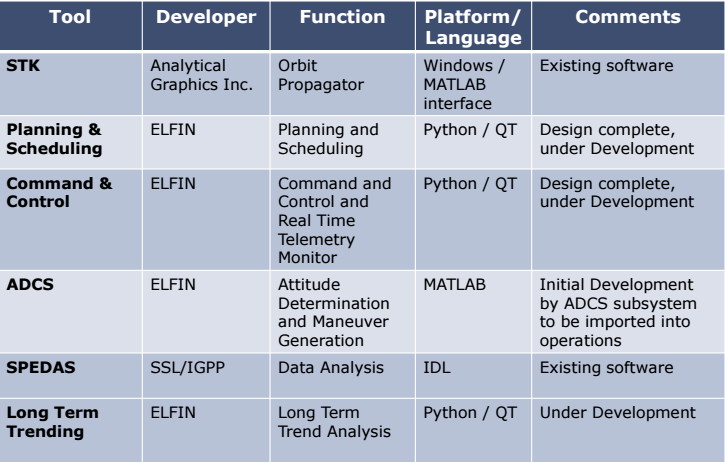 Tool Developer Function Platform/ Language Comments
STK Analytical Graphics Inc. Orbit Propagator Windows / MATLAB interface Existing software
Planning & Scheduling ELFIN Planning and Scheduling Python / QT Design complete, under Development
Command & Control ELFIN Command and Control and Real Time Telemetry Monitor Python / QT Design complete, under Development
ADCS ELFIN Attitude Determination and Maneuver Generation MATLAB Initial Development by ADCS subsystem to be imported into operations
SPEDAS SSL/IGPP Data Analysis IDL Existing software
Long Term Trending ELFIN Long Term Trend Analysis Python / QT Under Development